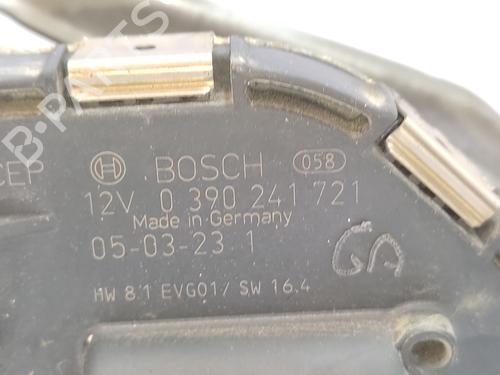 CEP BOSCH 058
12V 0 390 241 721
Made in Germany
05-03-23 1
GA
HW 8.1 EVG01/ SW 16.4
B-PARTS